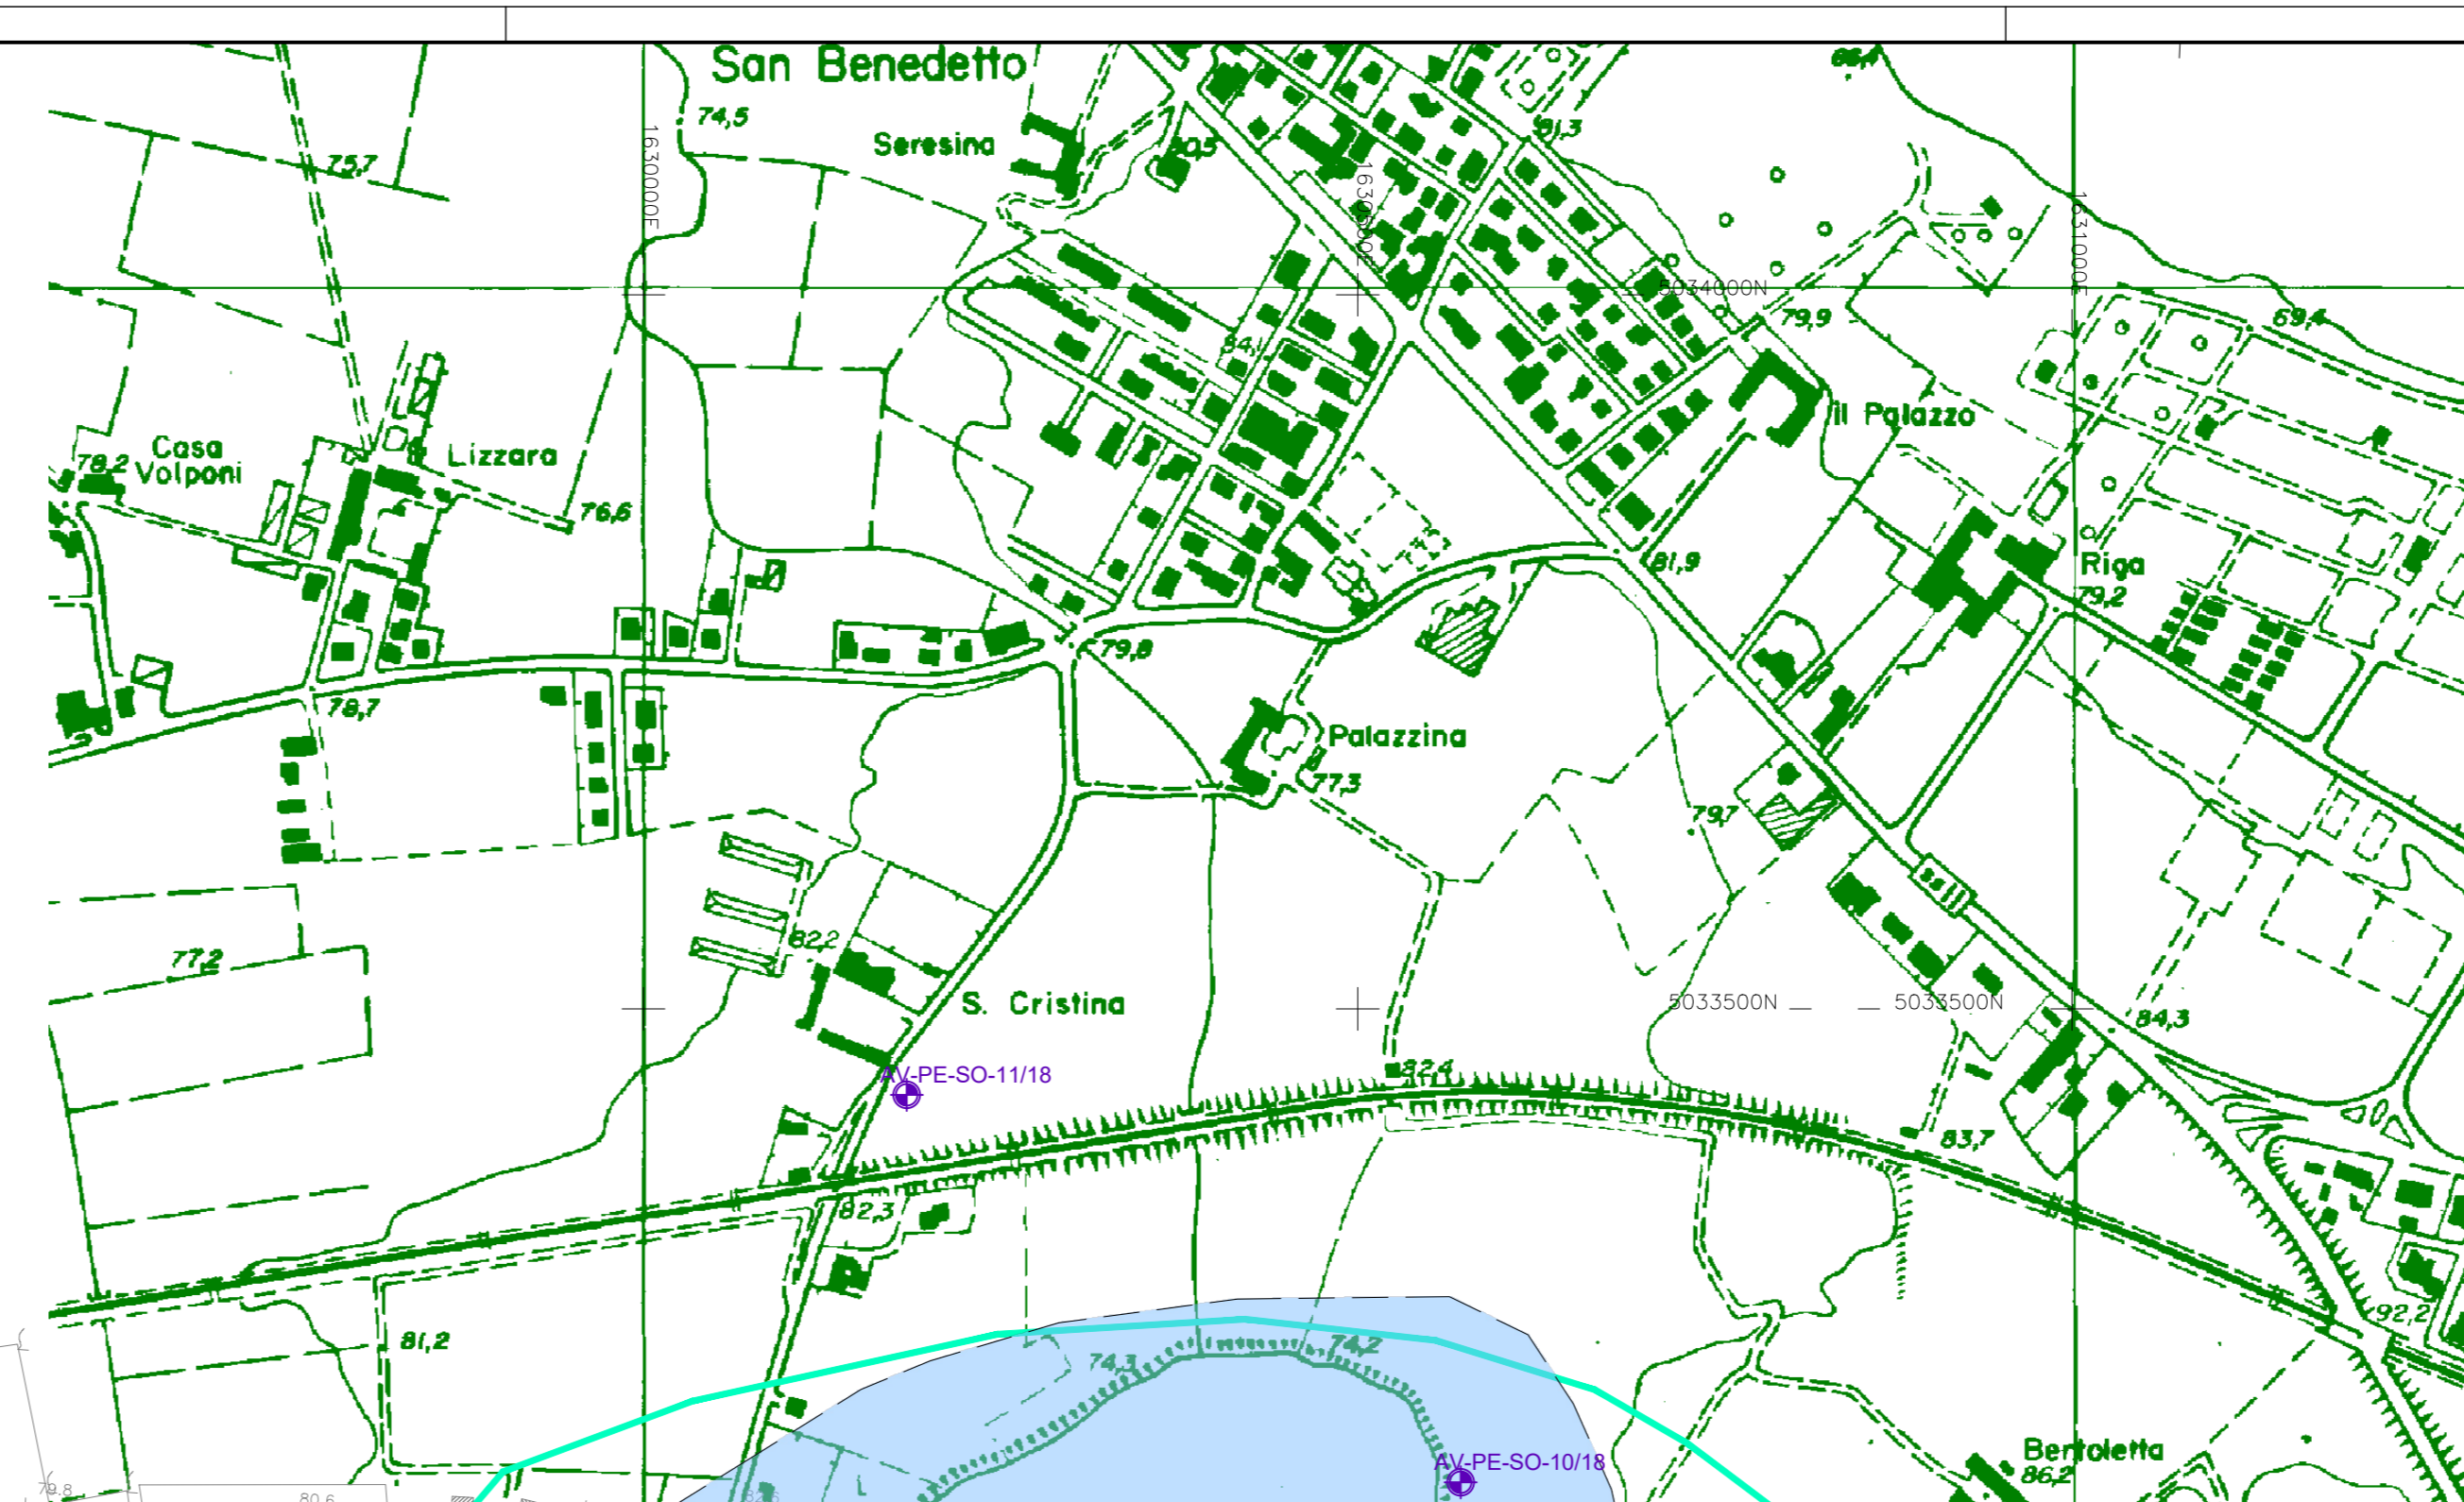 San Benedetto
74,5
Seresina
81,3
75,7
1630000E
1630500E
1631000E
5034000N
79,9
69,4
il Palazzo
Casa
Volponi
78,2
Lizzara
76,6
81,9
Riga
79,2
79,8
78,7
Palazzina
77,3
79,7
82,2
77,2
S. Cristina
5033500N
5033500N
84,3
82,4
AV-PE-SO-11/18
83,7
82,3
92,2
81,2
74,3
74,2
AV-PE-SO-10/18
Bertoletta
86,2
79.8
80.6